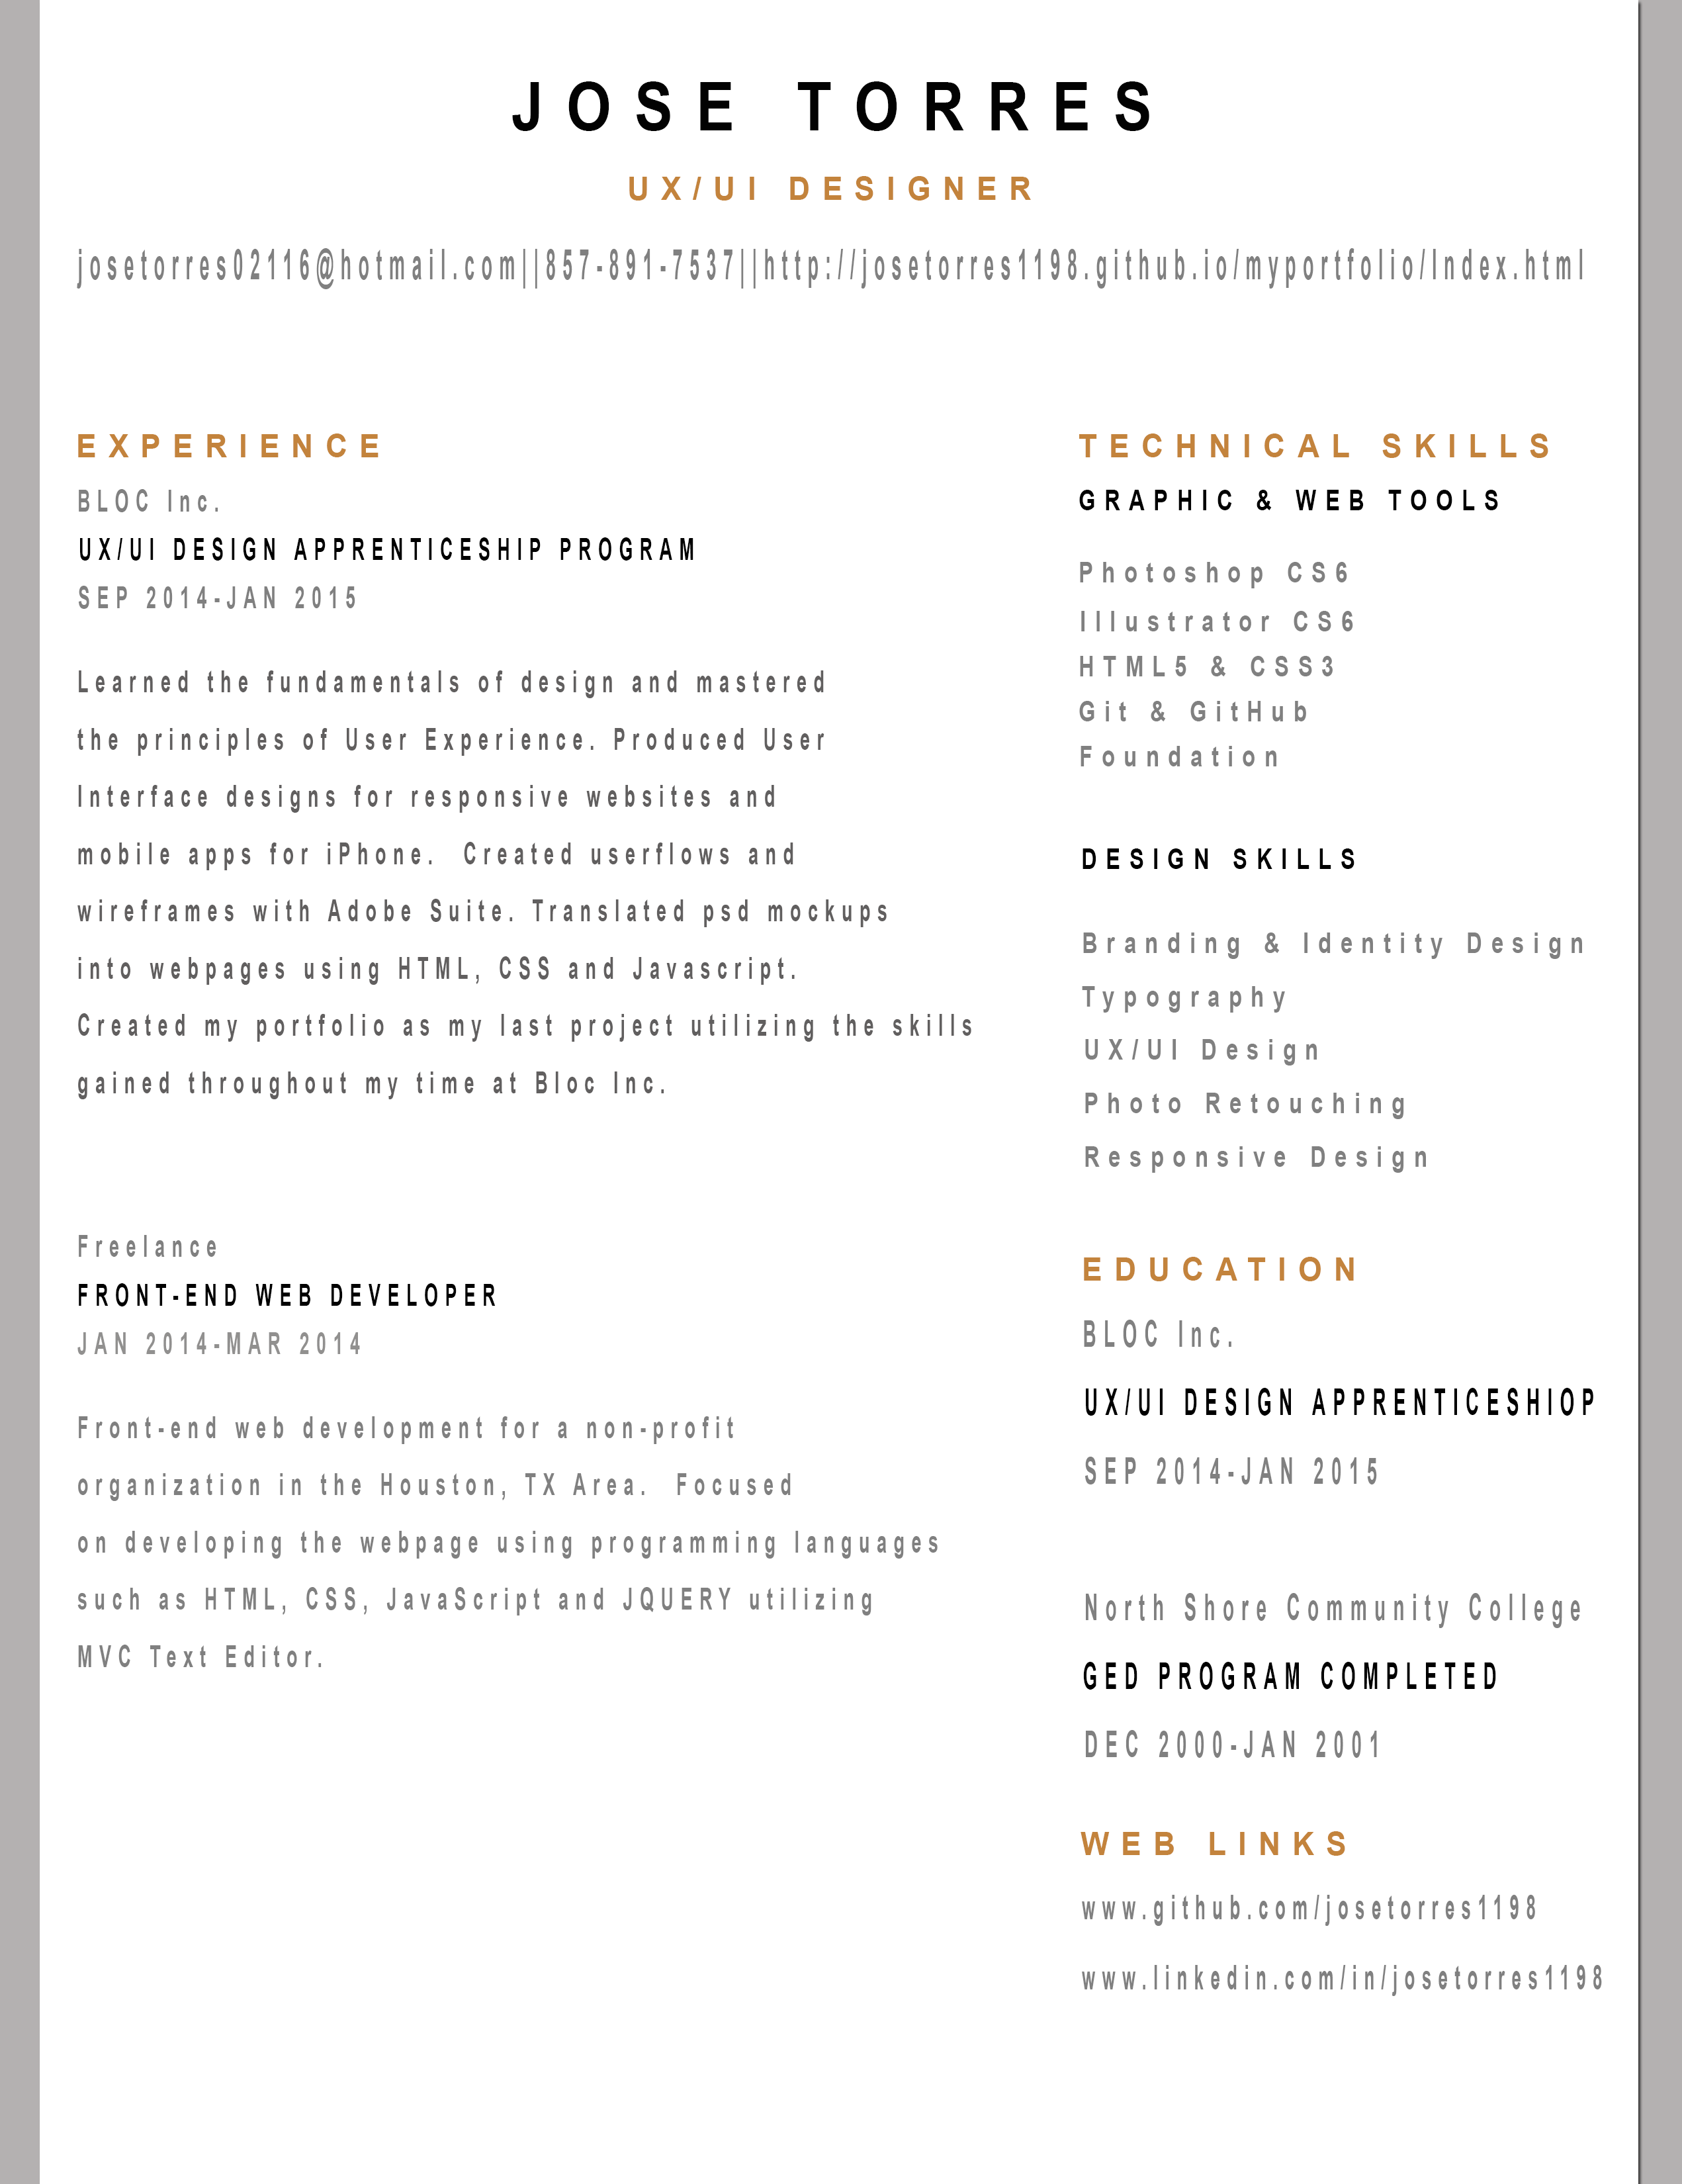 JOSE TORRES
UX/UI DESIGNER
josetorres02116@hotmail.com||857-891-7537||http://josetorres1198.github.io/myportfolio/Index.html
EXPERIENCE
BLOC Inc.
UX/UI DESIGN APPRENTICESHIP PROGRAM
SEP 2014-JAN 2015
Learned the fundamentals of design and mastered
the principles of User Experience. Produced User
Interface designs for responsive websites and
mobile apps for iPhone.  Created userflows and
wireframes with Adobe Suite. Translated psd mockups
into webpages using HTML, CSS and Javascript.
Created my portfolio as my last project utilizing the skills
gained throughout my time at Bloc Inc.
Freelance
FRONT-END WEB DEVELOPER
JAN 2014-MAR 2014
Front-end web development for a non-profit
organization in the Houston, TX Area.  Focused
on developing the webpage using programming languages
such as HTML, CSS, JavaScript and JQUERY utilizing
MVC Text Editor.
TECHNICAL SKILLS
GRAPHIC & WEB TOOLS
Photoshop CS6
Illustrator CS6
HTML5 & CSS3
Git & GitHub
Foundation
DESIGN SKILLS
Branding & Identity Design
Typography
UX/UI Design
Photo Retouching
Responsive Design
EDUCATION
BLOC Inc.
UX/UI DESIGN APPRENTICESHIOP
SEP 2014-JAN 2015
North Shore Community College
GED PROGRAM COMPLETED
DEC 2000-JAN 2001
WEB LINKS
www.github.com/josetorres1198
www.linkedin.com/in/josetorres1198